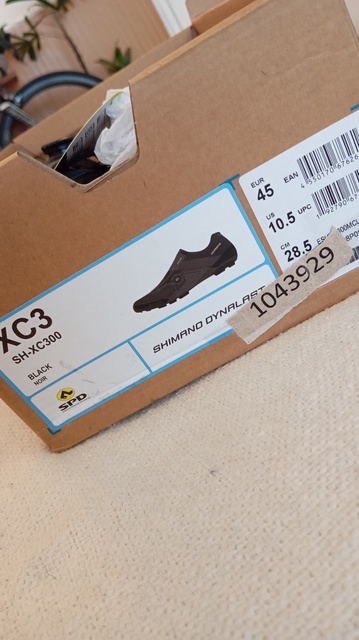 XC3
SH-XC300
BLACK
NOIR
SPD
SHIMANO DYNALAST
EUR
45
US
10.5
CM
28.5
EAN
UPC
1043929